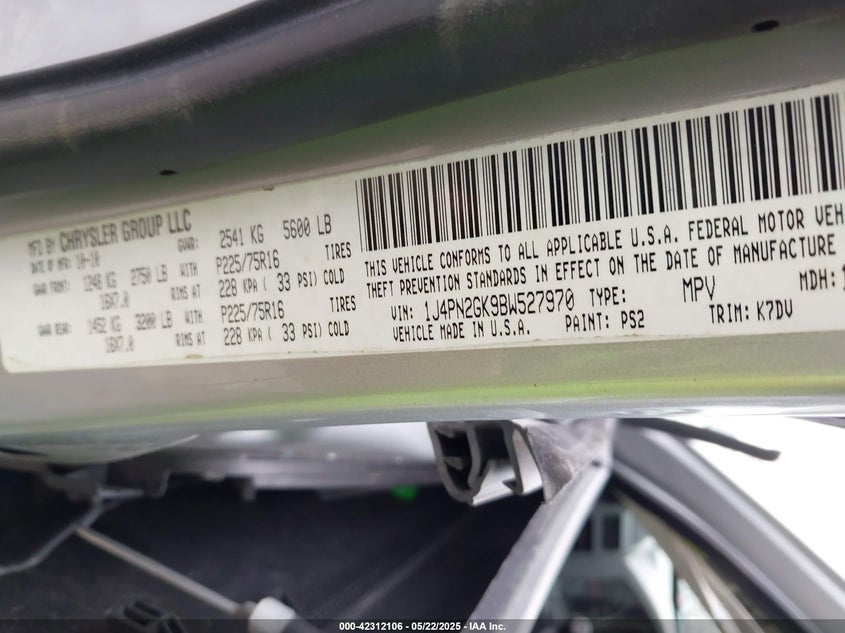 MFD BY CHRYSLER GROUP LLC
DATE OF MFR: 10-10 GVWR: 2541 KG 5600 LB
GAWR FRONT: 1248 KG 2750 LB WITH P225/75R16 TIRES
16X7.0 RIMS AT 228 KPA ( 33 PSI) COLD
GAWR REAR: 1452 KG 3200 LB WITH P225/75R16 TIRES
16X7.0 RIMS AT 228 KPA ( 33 PSI) COLD
THIS VEHICLE CONFORMS TO ALL APPLICABLE U.S.A. FEDERAL MOTOR VEH
THEFT PREVENTION STANDARDS IN EFFECT ON THE DATE OF MANUFACTURE
VIN: 1J4PN2GK9BW527970 TYPE: MPV MDH: 1
VEHICLE MADE IN U.S.A. PAINT: PS2 TRIM: K7DV
000-42312106 - 05/22/2025 - IAA Inc.